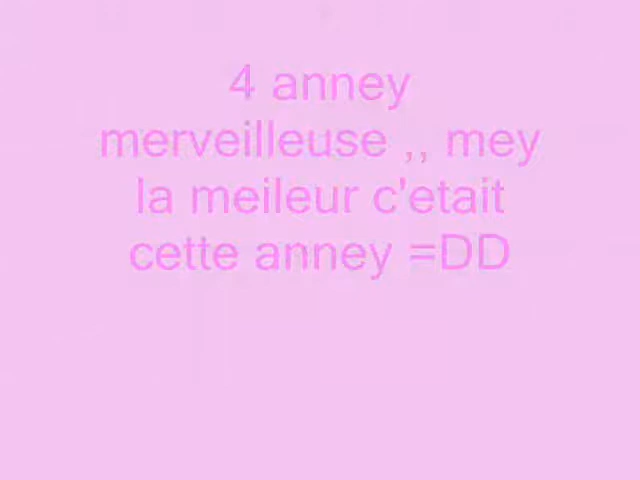 4 anney
merveilleuse ,, mey
la meileur c'etait
cette anney =DD